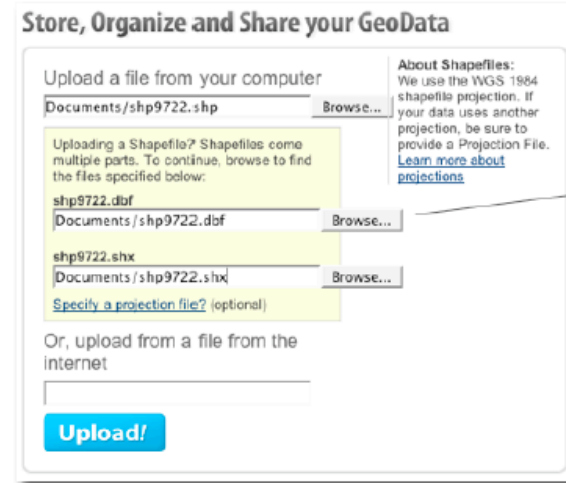 Store, Organize and Share your GeoData
Upload a file from your computer
Documents/shp9722.shp
Browse...
About Shapefiles:
We use the WGS 1984
shapefile projection. If
your data uses another
projection, be sure to
provide a Projection File.
Learn more about
projections
Uploading a Shapefile? Shapefiles come
multiple parts. To continue, browse to find
the files specified below:
shp9722.dbf
Documents/shp9722.dbf
Browse...
shp9722.shx
Documents/shp9722.shx
Browse...
Specify a projection file? (optional)
Or, upload from a file from the
internet
Upload!